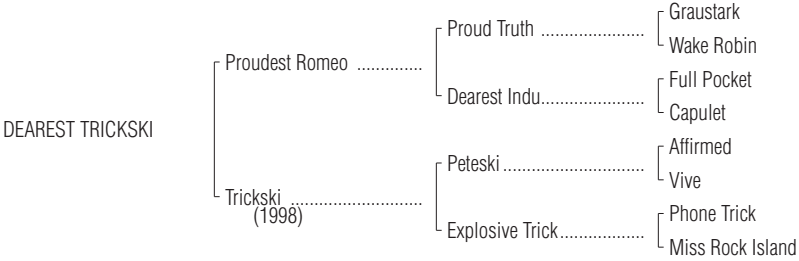 Graustark
Proud Truth ......................
Wake Robin
Proudest Romeo ..............
Full Pocket
Dearest Indu......................
Capulet
DEAREST TRICKSKI
Affirmed
Peteski..............................
Vive
Trickski ............................
(1998)
Phone Trick
Explosive Trick..................
Miss Rock Island